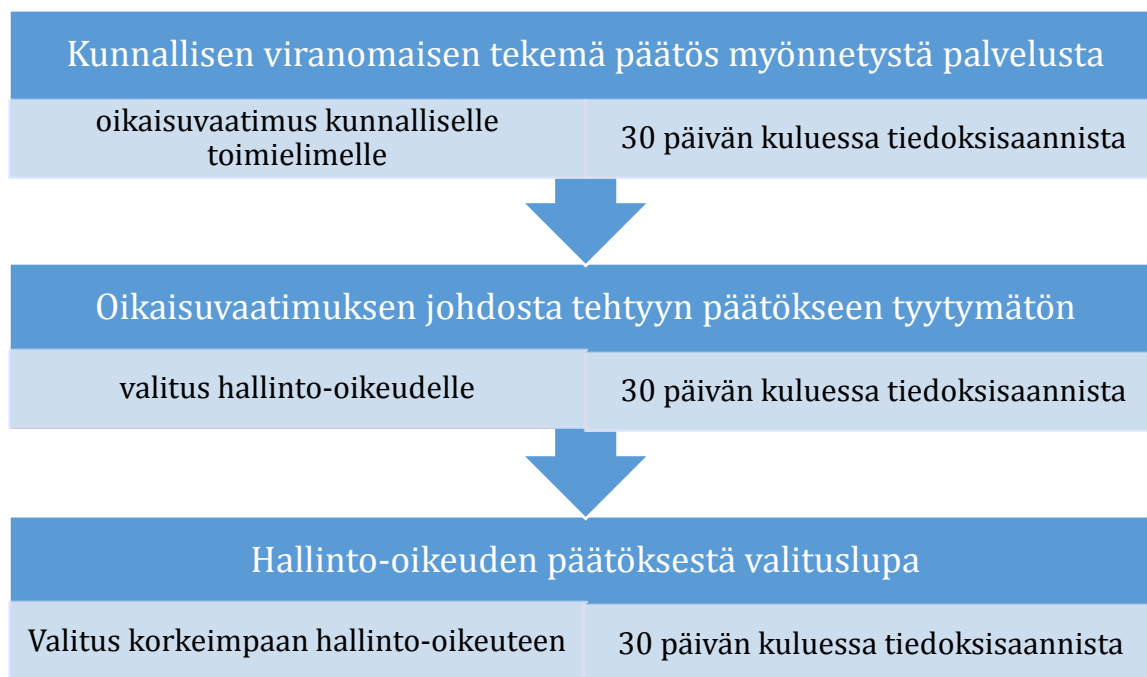 Kunnallisen viranomaisen tekemä päätös myönnetystä palvelusta
oikaisuvaatimus kunnalliselle
toimielimelle
30 päivän kuluessa tiedoksisaannista
Oikaisuvaatimuksen johdosta tehtyyn päätökseen tyytymätön
valitus hallinto-oikeudelle
30 päivän kuluessa tiedoksisaannista
Hallinto-oikeuden päätöksestä valituslupa
Valitus korkeimpaan hallinto-oikeuteen
30 päivän kuluessa tiedoksisaannista